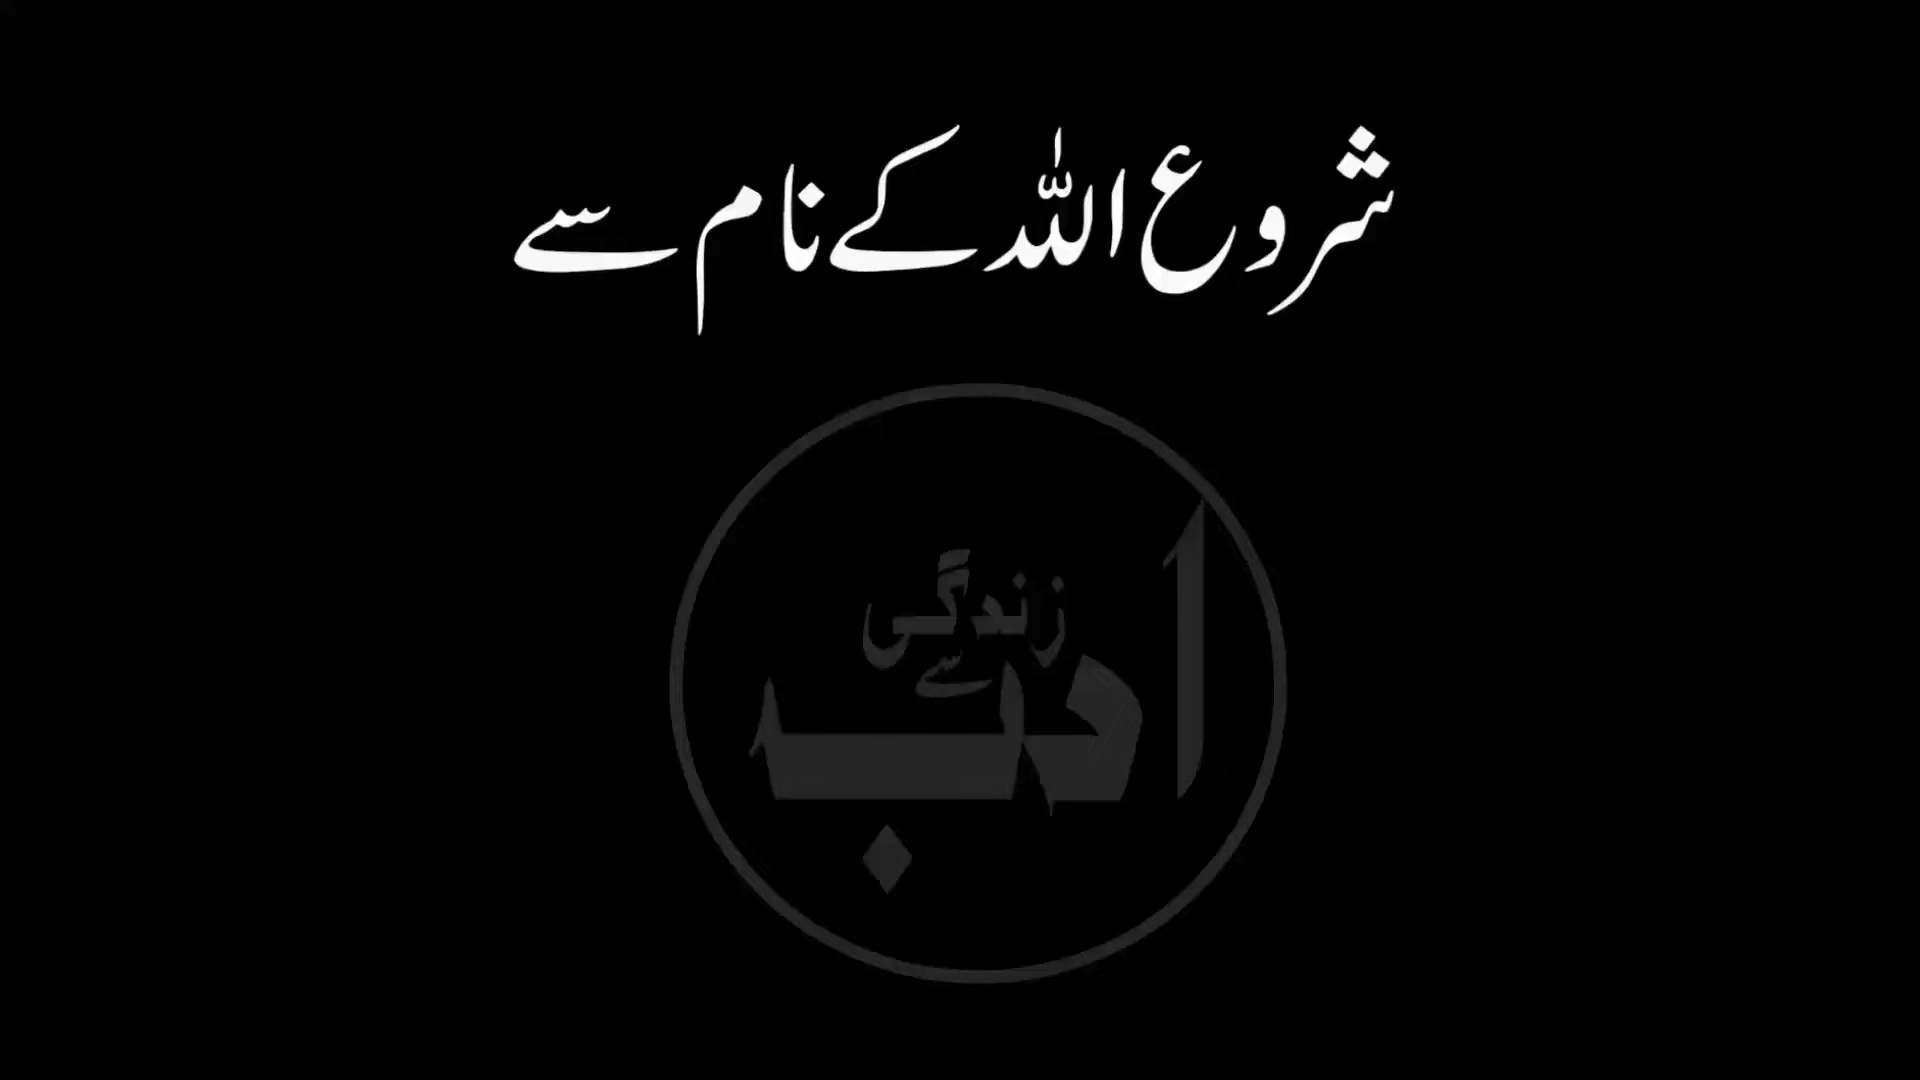 شروع اللہ کے نام سے
زندگی
سے
ادب